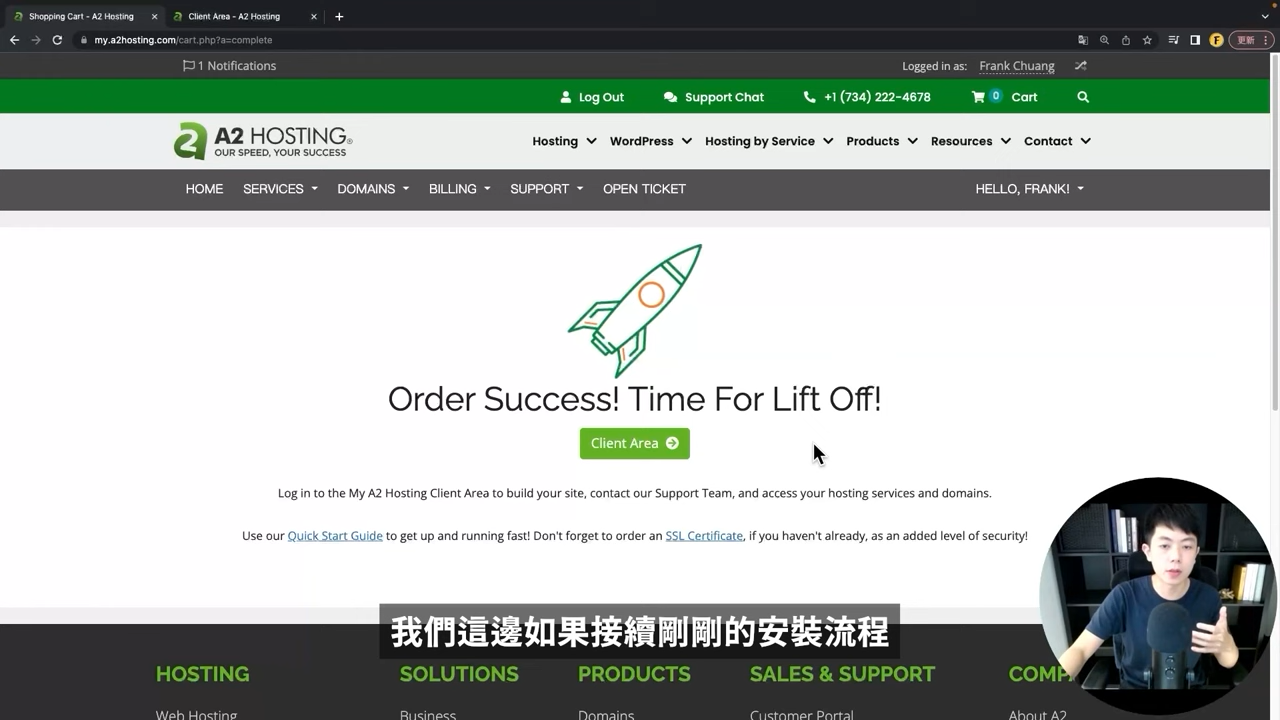 Shopping Cart - A2 Hosting
Client Area - A2 Hosting
my.a2hosting.com/cart.php?a=complete
更新
1 Notifications
Logged in as: Frank Chuang
Log Out Support Chat +1 (734) 222-4678 0 Cart
A2 HOSTING®
OUR SPEED, YOUR SUCCESS
Hosting WordPress Hosting by Service Products Resources Contact
HOME SERVICES DOMAINS BILLING SUPPORT OPEN TICKET HELLO, FRANK!
Order Success! Time For Lift Off!
Client Area
Log in to the My A2 Hosting Client Area to build your site, contact our Support Team, and access your hosting services and domains.
Use our Quick Start Guide to get up and running fast! Don't forget to order an SSL Certificate, if you haven't already, as an added level of security!
我們這邊如果接續剛剛的安裝流程
HOSTING SOLUTIONS PRODUCTS SALES & SUPPORT COMP
Web Hosting Business Domains Customer Portal About A2